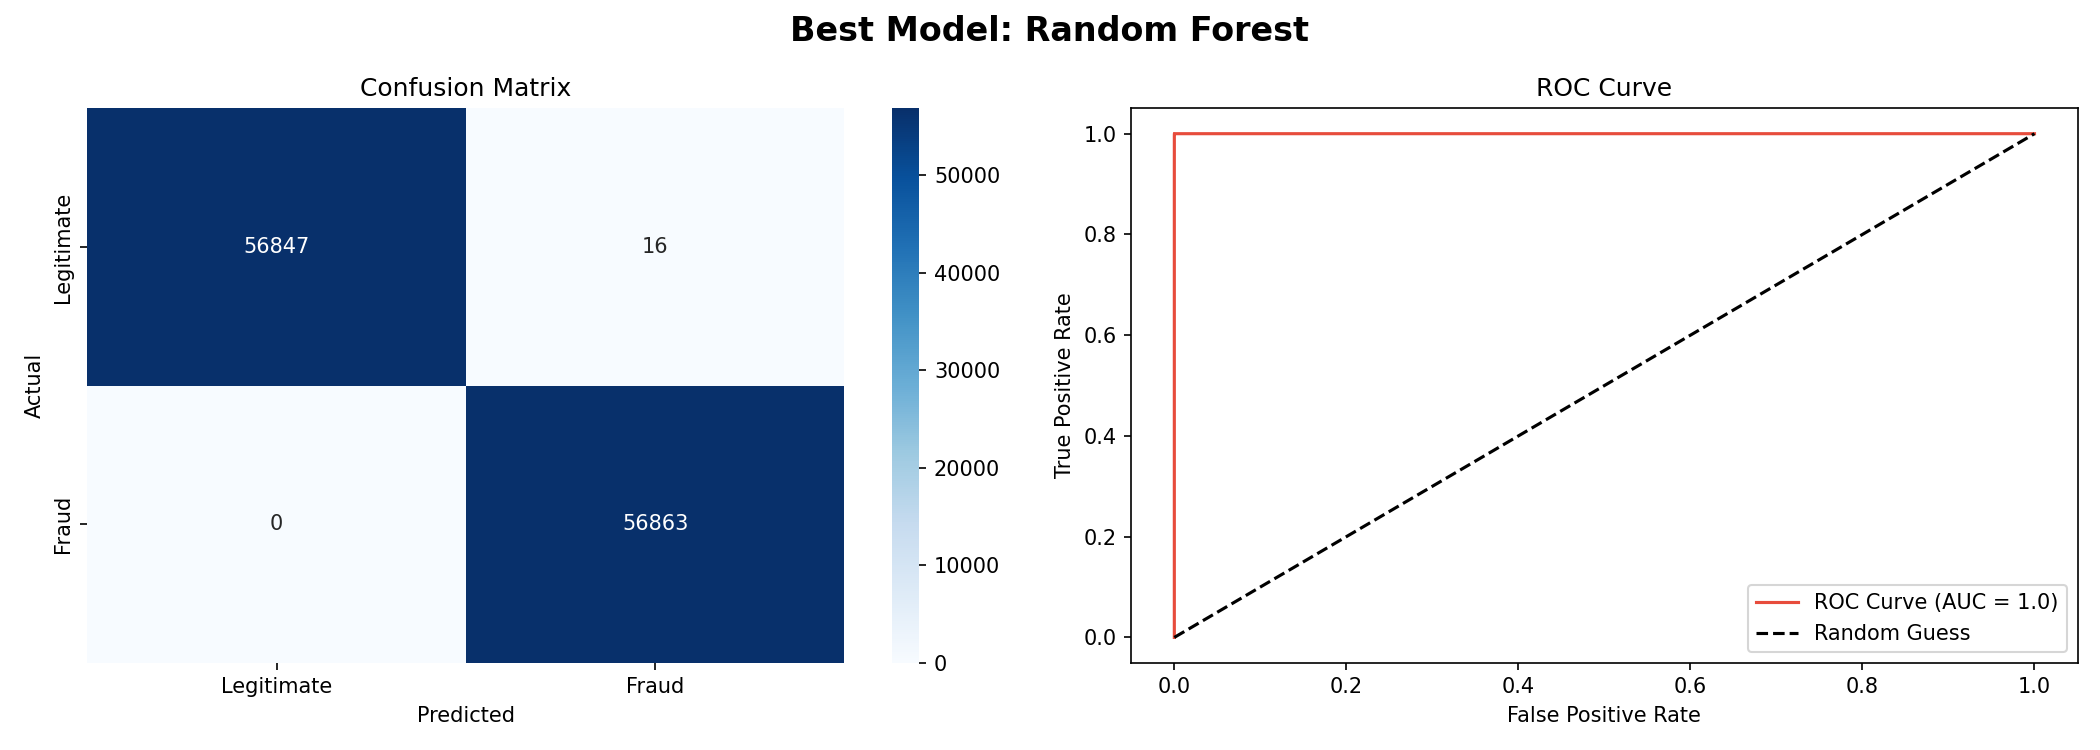 Best Model: Random Forest
Confusion Matrix
Actual
Legitimate
Fraud
56847
16
0
56863
Legitimate
Fraud
Predicted
50000
40000
30000
20000
10000
0
ROC Curve
True Positive Rate
1.0
0.8
0.6
0.4
0.2
0.0
ROC Curve (AUC = 1.0)
Random Guess
0.0
0.2
0.4
0.6
0.8
1.0
False Positive Rate